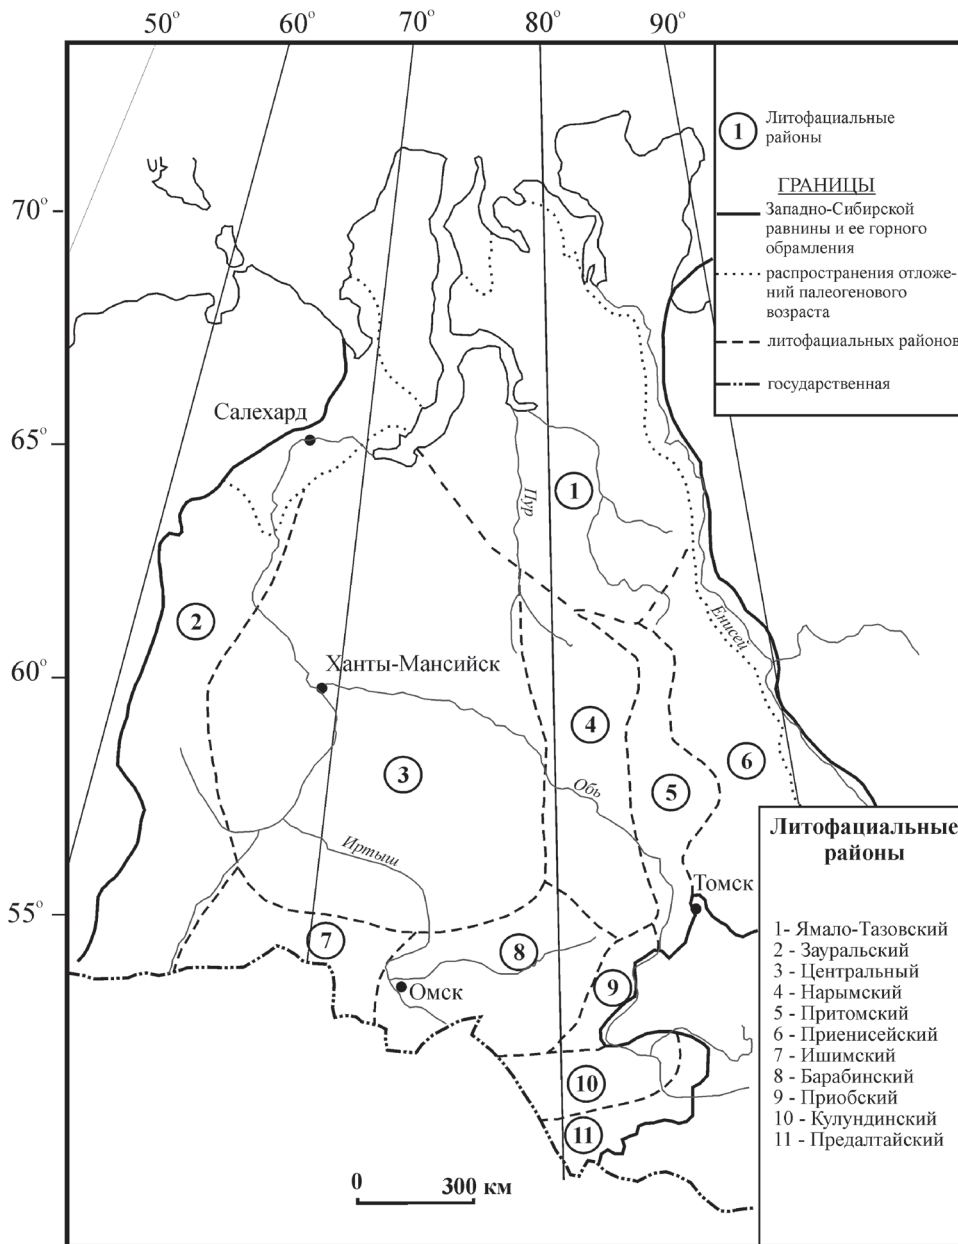 50° 60° 70° 80° 90°
1 Литофациальные
районы
ГРАНИЦЫ
Западно-Сибирской
равнины и ее горного
обрамления
распространения отложе-
ний палеогенового
возраста
литофациальных районов
государственная
70°
65°
60°
55°
Салехард
Пур
1
2
Енисей
Ханты-Мансийск
4
3
6
5
Обь
Иртыш
Томск
7
8
9
Омск
10
11
0 300 км
Литофациальные
районы
1- Ямало-Тазовский
2 - Зауральский
3 - Центральный
4 - Нарымский
5 - Притомский
6 - Приенисейский
7 - Ишимский
8 - Барабинский
9 - Приобский
10 - Кулундинский
11 - Предалтайский